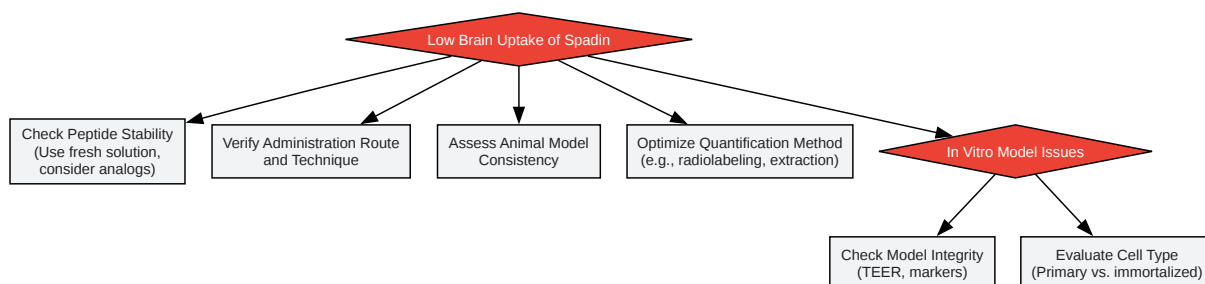 Low Brain Uptake of Spadin
Check Peptide Stability
(Use fresh solution,
consider analogs)
Verify Administration Route
and Technique
Assess Animal Model
Consistency
Optimize Quantification Method
(e.g., radiolabeling, extraction)
In Vitro Model Issues
Check Model Integrity
(TEER, markers)
Evaluate Cell Type
(Primary vs. immortalized)